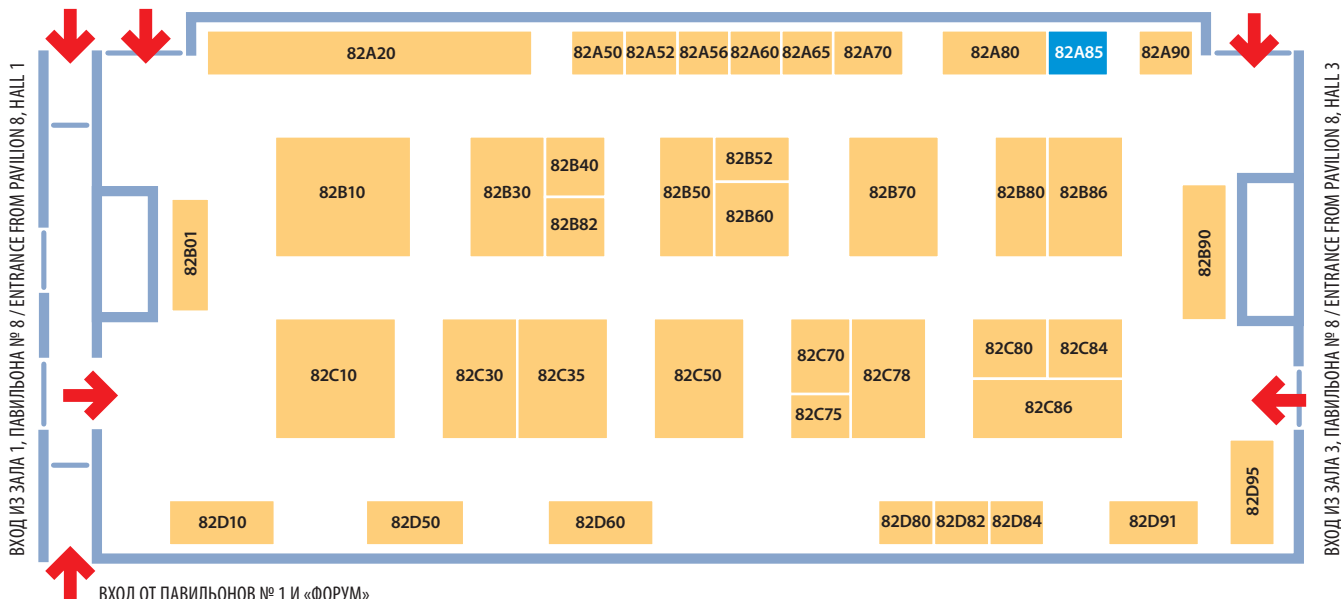 82A20
82A50
82A52
82A56
82A60
82A65
82A70
82A80
82A85
82A90
82B01
82B10
82B30
82B40
82B82
82B50
82B52
82B60
82B70
82B80
82B86
82B90
82C10
82C30
82C35
82C50
82C70
82C75
82C78
82C80
82C84
82C86
82D10
82D50
82D60
82D80
82D82
82D84
82D91
82D95
ВХОД ИЗ ЗАЛА 1, ПАВИЛЬОНА № 8 / ENTRANCE FROM PAVILION 8, HALL 1
ВХОД ИЗ ЗАЛА 3, ПАВИЛЬОНА № 8 / ENTRANCE FROM PAVILION 8, HALL 3
ВХОД ОТ ПАВИЛЬОНОВ № 1 И «ФОРУМ»